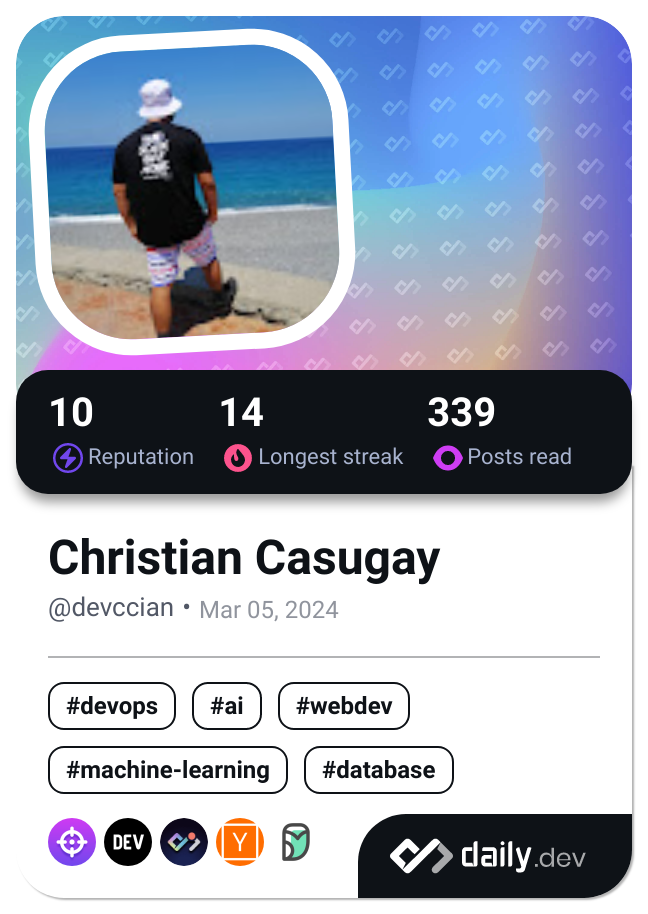 10 14 339
Reputation Longest streak Posts read
Christian Casugay
@devccian • Mar 05, 2024
#devops #ai #webdev
#machine-learning #database
DEV Y daily.dev